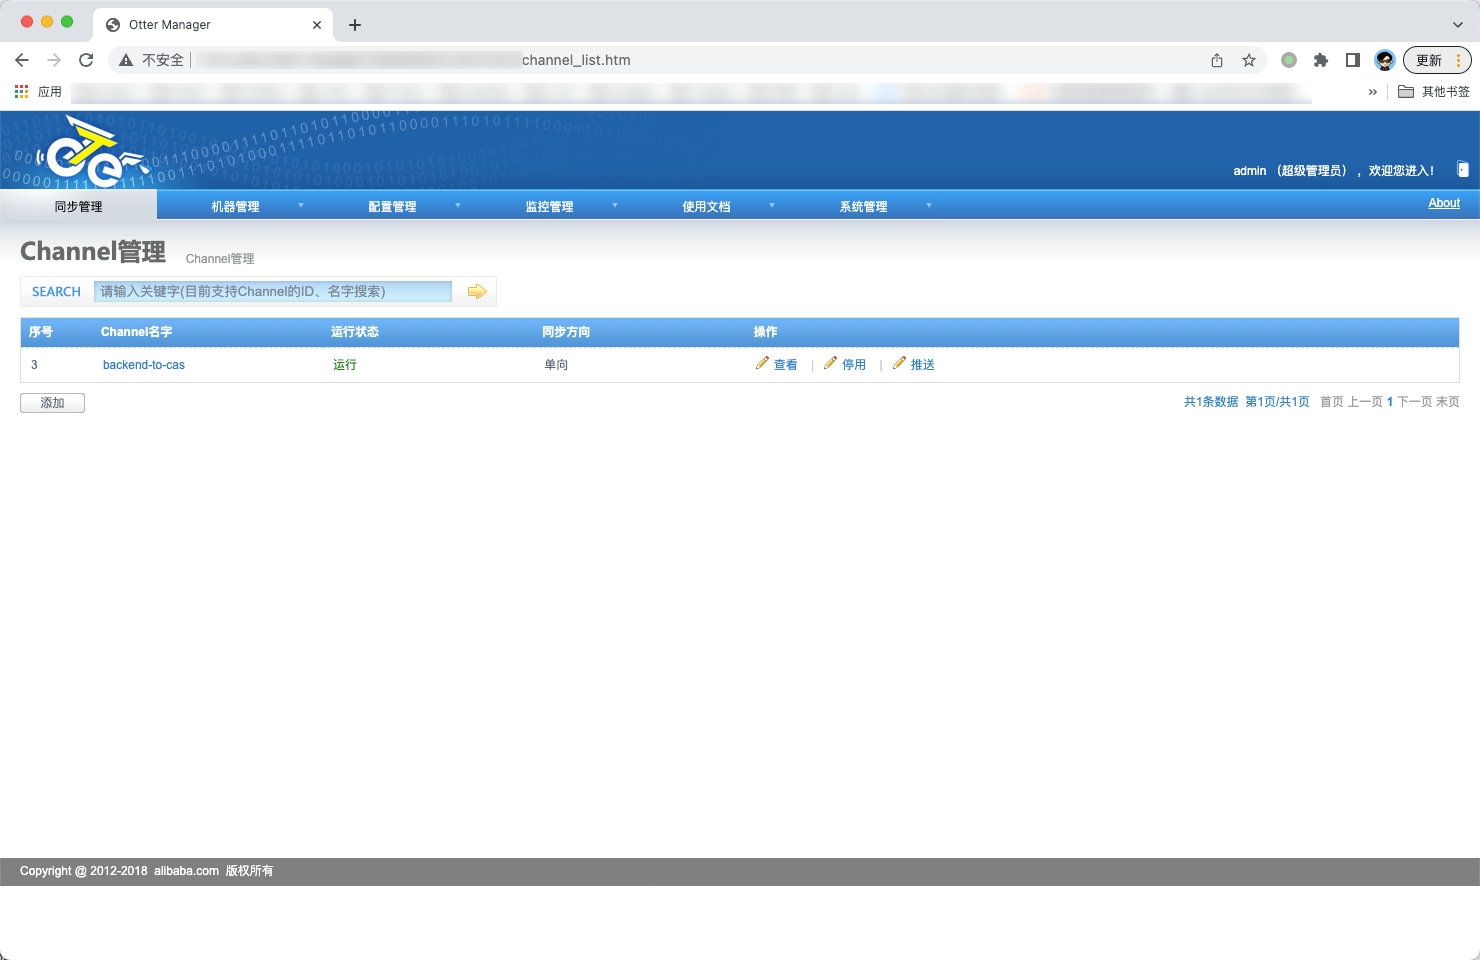 Otter Manager
不安全 channel_list.htm
更新
应用
其他书签
admin （超级管理员） ，欢迎您进入！
同步管理 机器管理 配置管理 监控管理 使用文档 系统管理 About
Channel管理 Channel管理
SEARCH 请输入关键字(目前支持Channel的ID、名字搜索)
序号 Channel名字 运行状态 同步方向 操作
3 backend-to-cas 运行 单向 查看 | 停用 | 推送
添加 共1条数据 第1页/共1页 首页 上一页 1 下一页 末页
Copyright @ 2012-2018 alibaba.com 版权所有